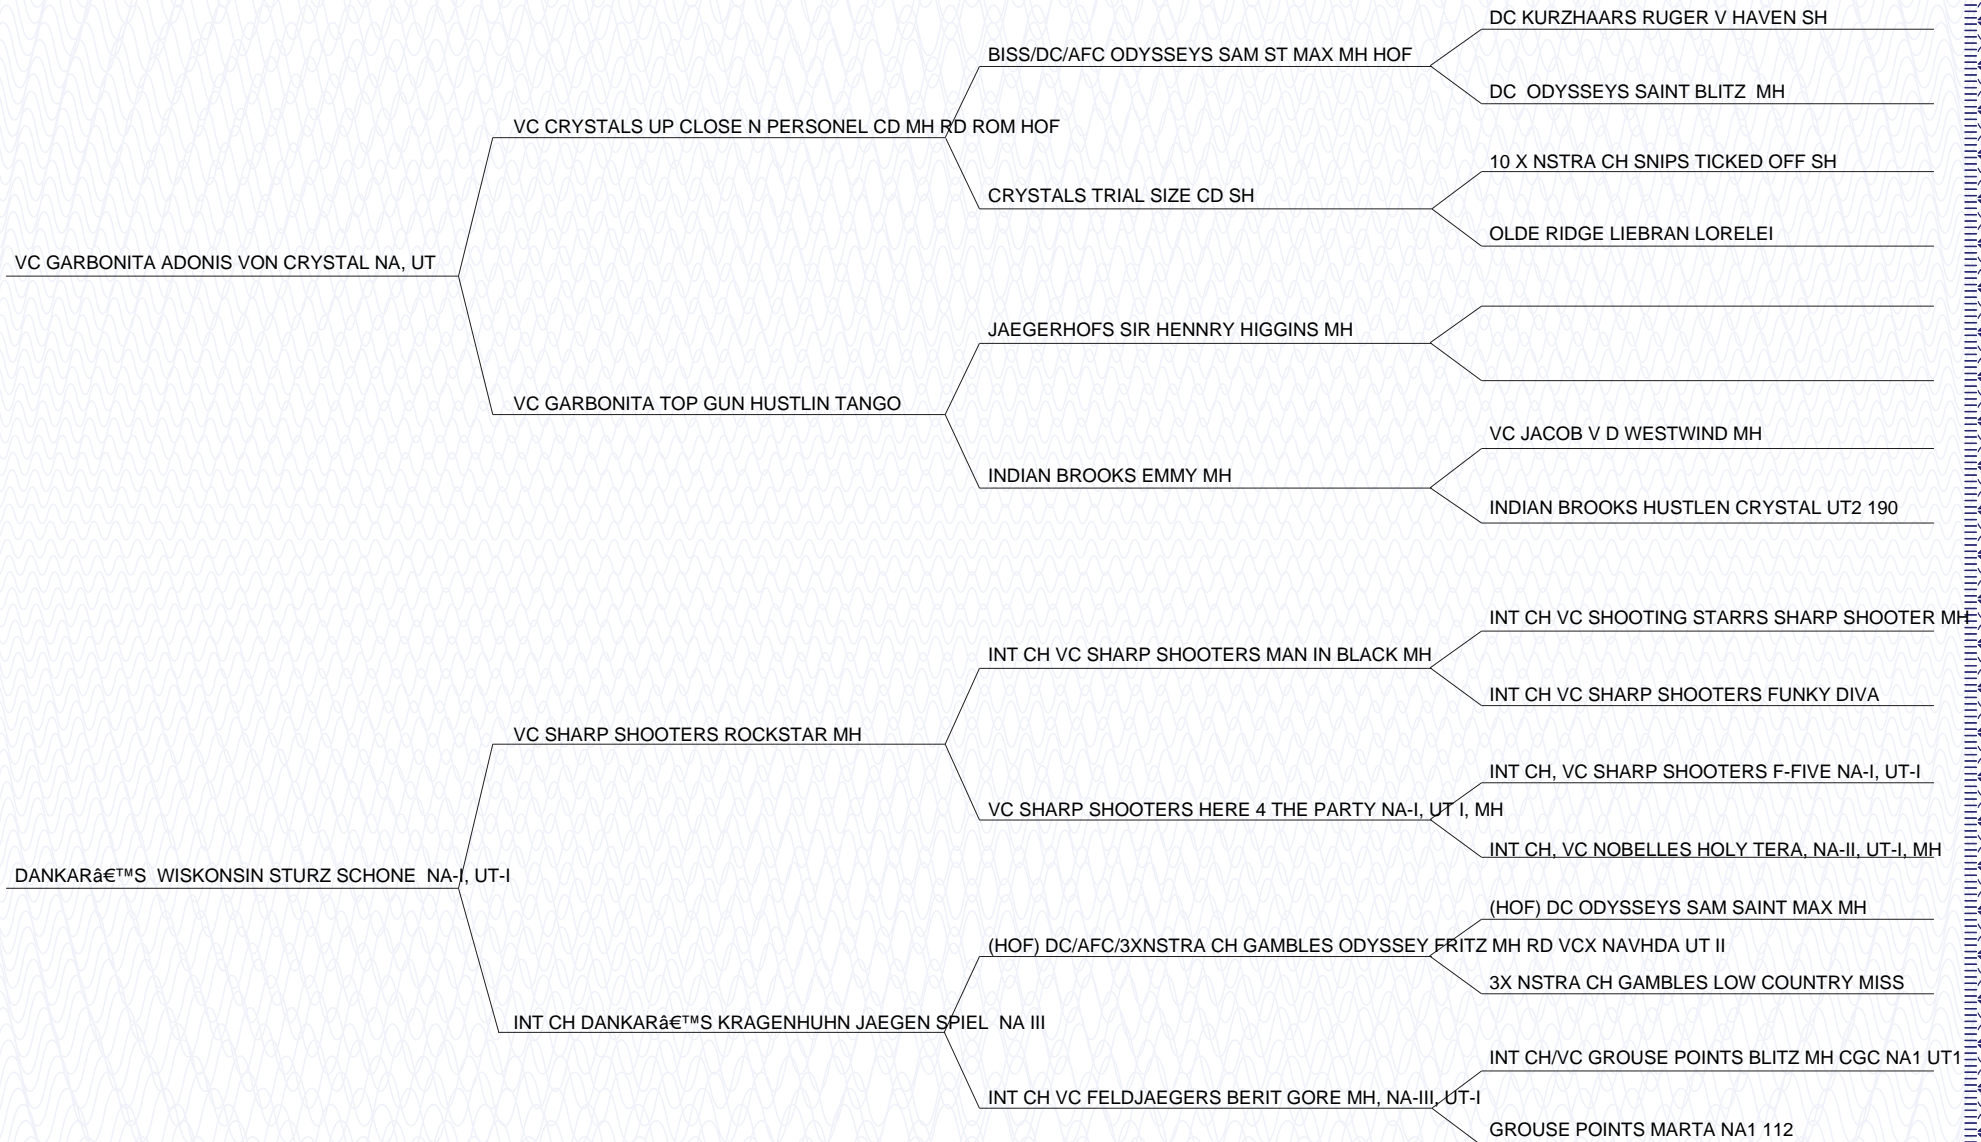 DC KURZHAARS RUGER V HAVEN SH
BISS/DC/AFC ODYSSEYS SAM ST MAX MH HOF
DC  ODYSSEYS SAINT BLITZ  MH
VC CRYSTALS UP CLOSE N PERSONEL CD MH RD ROM HOF
10 X NSTRA CH SNIPS TICKED OFF SH
CRYSTALS TRIAL SIZE CD SH
OLDE RIDGE LIEBRAN LORELEI
VC GARBONITA ADONIS VON CRYSTAL NA, UT
JAEGERHOFS SIR HENNRY HIGGINS MH
VC GARBONITA TOP GUN HUSTLIN TANGO
VC JACOB V D WESTWIND MH
INDIAN BROOKS EMMY MH
INDIAN BROOKS HUSTLEN CRYSTAL UT2 190
INT CH VC SHOOTING STARRS SHARP SHOOTER MH
INT CH VC SHARP SHOOTERS MAN IN BLACK MH
INT CH VC SHARP SHOOTERS FUNKY DIVA
VC SHARP SHOOTERS ROCKSTAR MH
INT CH, VC SHARP SHOOTERS F-FIVE NA-I, UT-I
VC SHARP SHOOTERS HERE 4 THE PARTY NA-I, UT I, MH
INT CH, VC NOBELLES HOLY TERA, NA-II, UT-I, MH
DANKARâ€™S  WISKONSIN STURZ SCHONE  NA-I, UT-I
(HOF) DC ODYSSEYS SAM SAINT MAX MH
(HOF) DC/AFC/3XNSTRA CH GAMBLES ODYSSEY FRITZ MH RD VCX NAVHDA UT II
3X NSTRA CH GAMBLES LOW COUNTRY MISS
INT CH DANKARâ€™S KRAGENHUHN JAEGEN SPIEL  NA III
INT CH/VC GROUSE POINTS BLITZ MH CGC NA1 UT1
INT CH VC FELDJAEGERS BERIT GORE MH, NA-III, UT-I
GROUSE POINTS MARTA NA1 112